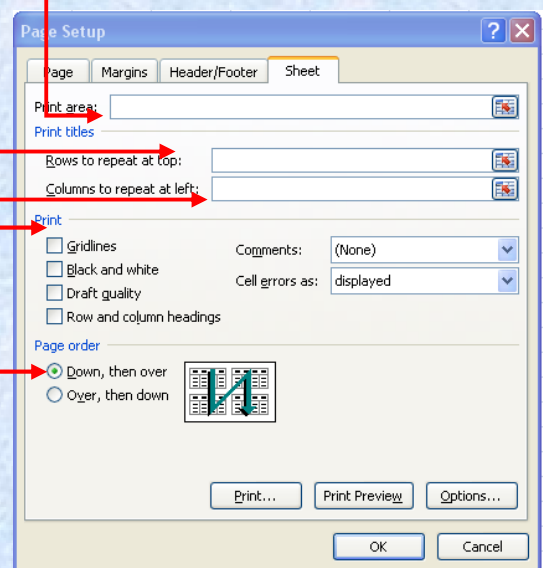 Page Setup
Page Margins Header/Footer Sheet
Print area:
Print titles
Rows to repeat at top:
Columns to repeat at left:
Print
Gridlines Comments: (None)
Black and white Cell errors as: displayed
Draft quality
Row and column headings
Page order
Down, then over
Over, then down
Print... Print Preview Options...
OK Cancel